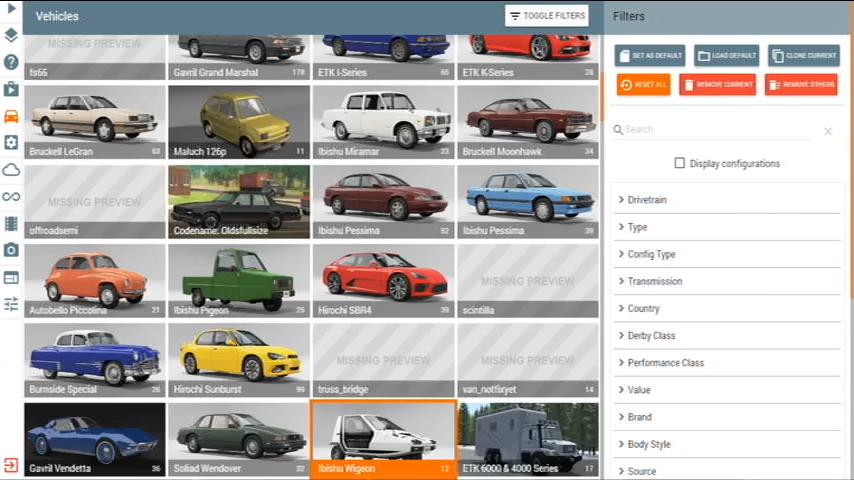 Vehicles
TOGGLE FILTERS
MISSING PREVIEW
fs65
Gavril Grand Marshal 178
ETK I-Series 65
ETK K-Series 28
Bruckell LeGran 63
Maluch 126p 11
Ibishu Miramar 23
Bruckell Moonhawk 34
MISSING PREVIEW
offroadsemi
Codename: Oldsfullsize
Ibishu Pessima 52
Ibishu Pessima 39
Autobello Piccolina 21
Ibishu Pigeon 25
Hirochi SBR4 39
MISSING PREVIEW
scintilla
Burnside Special 26
Hirochi Sunburst 99
MISSING PREVIEW
truss_bridge
MISSING PREVIEW
van_notfixyet 14
Gavril Vendetta 36
Soliad Wendover 32
Ibishu Wigeon 12
ETK 6000 & 4000 Series 17
Filters
SET AS DEFAULT
LOAD DEFAULT
CLONE CURRENT
RESET ALL
REMOVE CURRENT
REMOVE OTHERS
Search
Display configurations
Drivetrain
Type
Config Type
Transmission
Country
Derby Class
Performance Class
Value
Brand
Body Style
Source